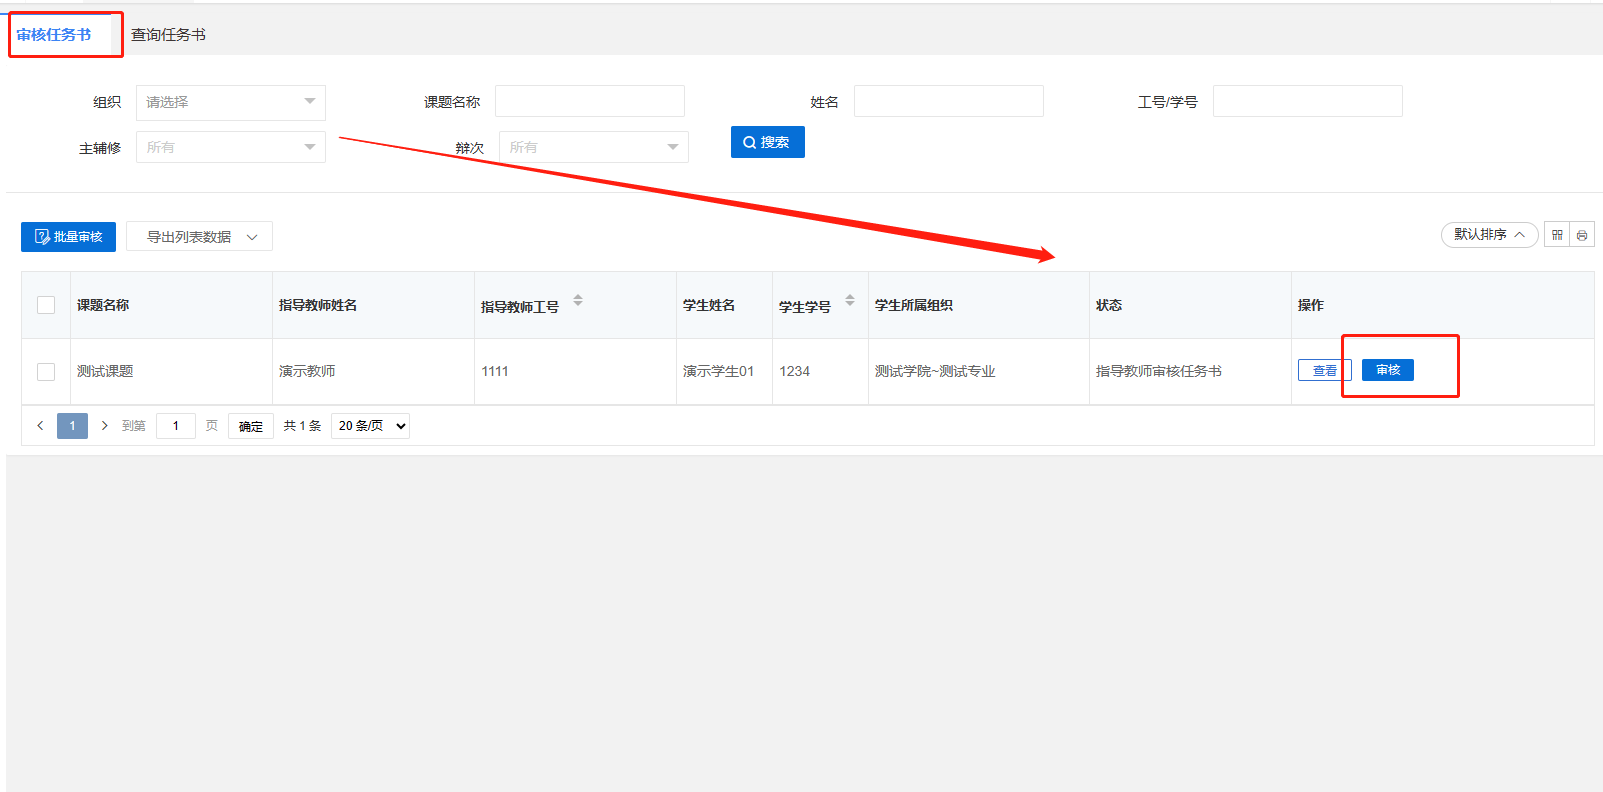 审核任务书 查询任务书
组织 请选择 课题名称 姓名 工号/学号
主辅修 所有 辩次 所有 搜索
批量审核 导出列表数据 默认排序
课题名称 指导教师姓名 指导教师工号 学生姓名 学生学号 学生所属组织 状态 操作
测试课题 演示教师 1111 演示学生01 1234 测试学院~测试专业 指导教师审核任务书 查看 审核
1 到第 1 页 确定 共 1 条 20 条/页